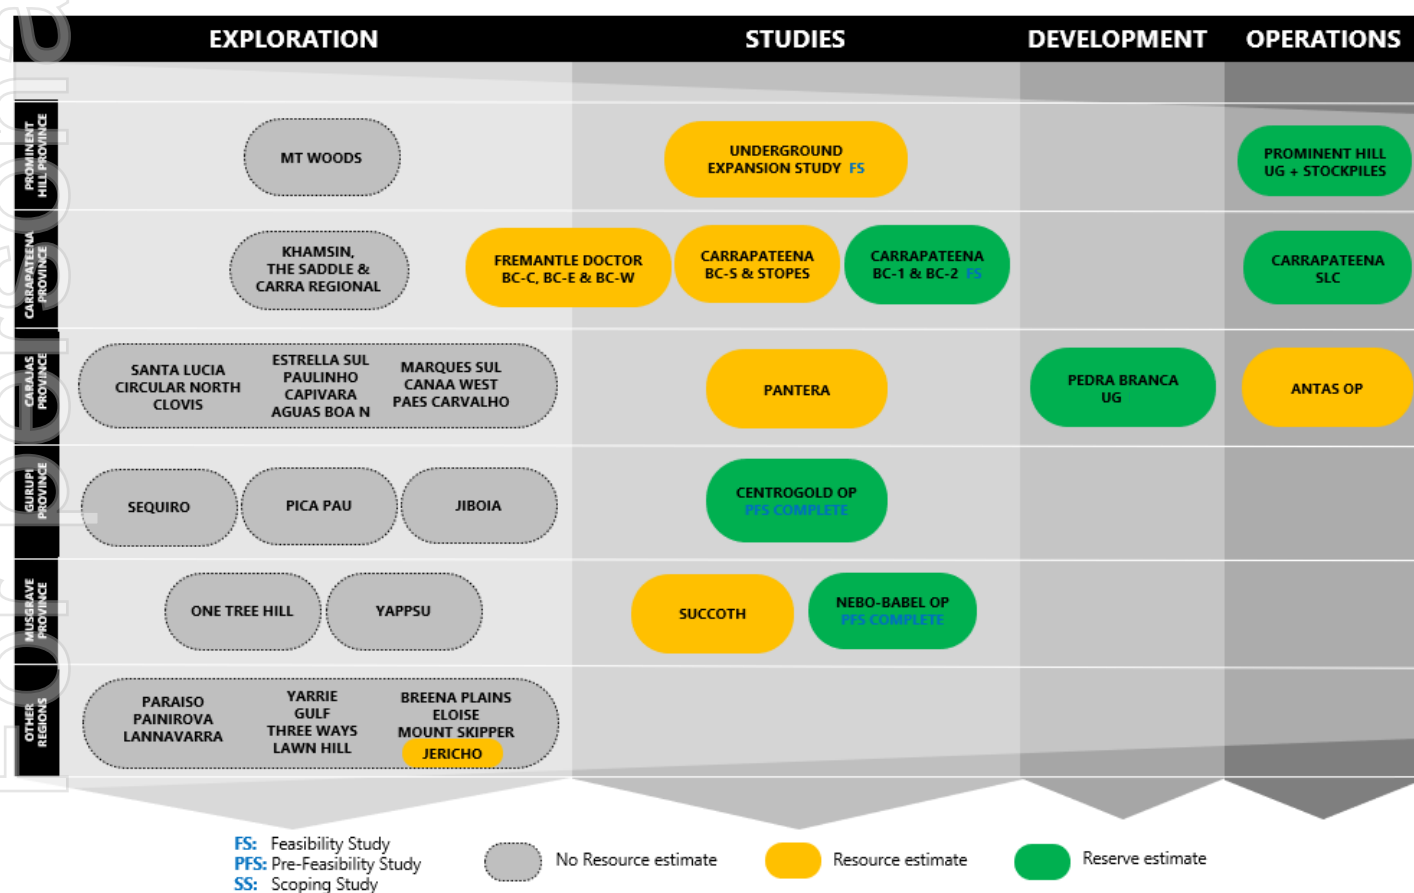 EXPLORATION
STUDIES
DEVELOPMENT
OPERATIONS
PROMINENT
HILL PROVINCE
MT WOODS
UNDERGROUND
EXPANSION STUDY FS
PROMINENT HILL
UG + STOCKPILES
CARRAPATEENA
PROVINCE
KHAMSIN,
THE SADDLE &
CARRA REGIONAL
FREMANTLE DOCTOR
BC-C, BC-E & BC-W
CARRAPATEENA
BC-S & STOPES
CARRAPATEENA
BC-1 & BC-2 FS
CARRAPATEENA
SLC
CARAJAS
PROVINCE
SANTA LUCIA
CIRCULAR NORTH
CLOVIS
ESTRELLA SUL
PAULINHO
CAPIVARA
AGUAS BOA N
MARQUES SUL
CANAA WEST
PAES CARVALHO
PANTERA
PEDRA BRANCA
UG
ANTAS OP
GURUPI
PROVINCE
SEQUIRO
PICA PAU
JIBOIA
CENTROGOLD OP
PFS COMPLETE
MUSGRAVE
PROVINCE
ONE TREE HILL
YAPPSU
SUCCOTH
NEBO-BABEL OP
PFS COMPLETE
OTHER
REGIONS
PARAISO
PAINIROVA
LANNAVARRA
YARRIE
GULF
THREE WAYS
LAWN HILL
BREENA PLAINS
ELOISE
MOUNT SKIPPER
JERICHO
FS: Feasibility Study
PFS: Pre-Feasibility Study
SS: Scoping Study
No Resource estimate
Resource estimate
Reserve estimate
For persona